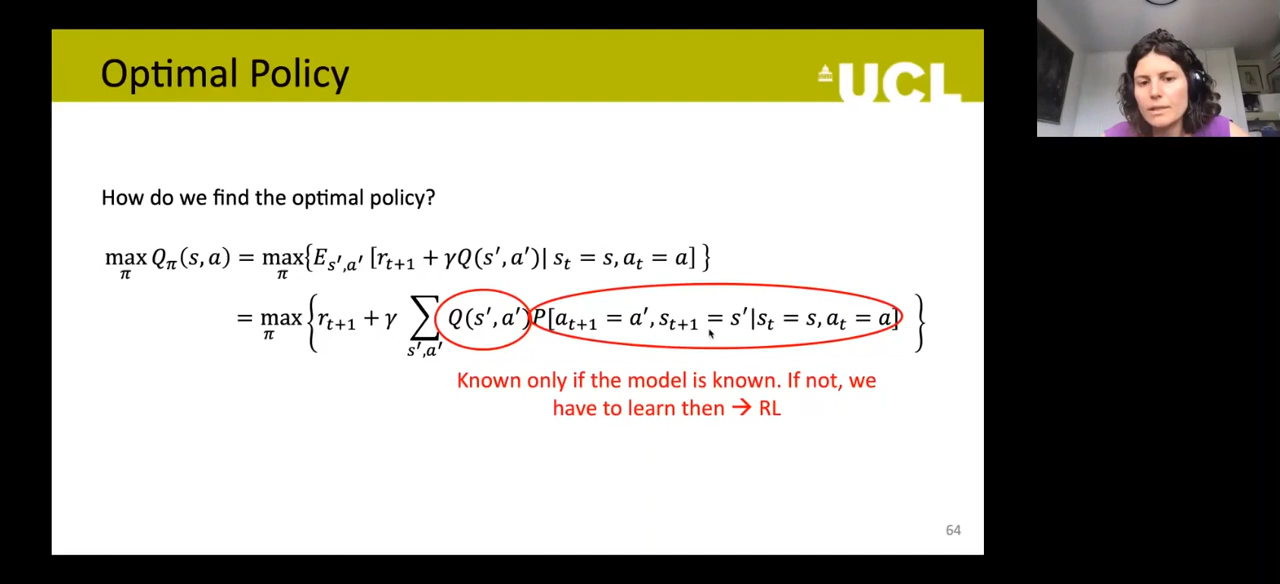 Optimal Policy
UCL
How do we find the optimal policy?
max_π Q_π(s, a) = max_π{E_{s',a'} [r_{t+1} + γQ(s', a')| s_t = s, a_t = a] }
= max_π {r_{t+1} + γ ∑_{s',a'} Q(s', a')P[a_{t+1} = a', s_{t+1} = s'|s_t = s, a_t = a] }
Known only if the model is known. If not, we
have to learn then → RL
64